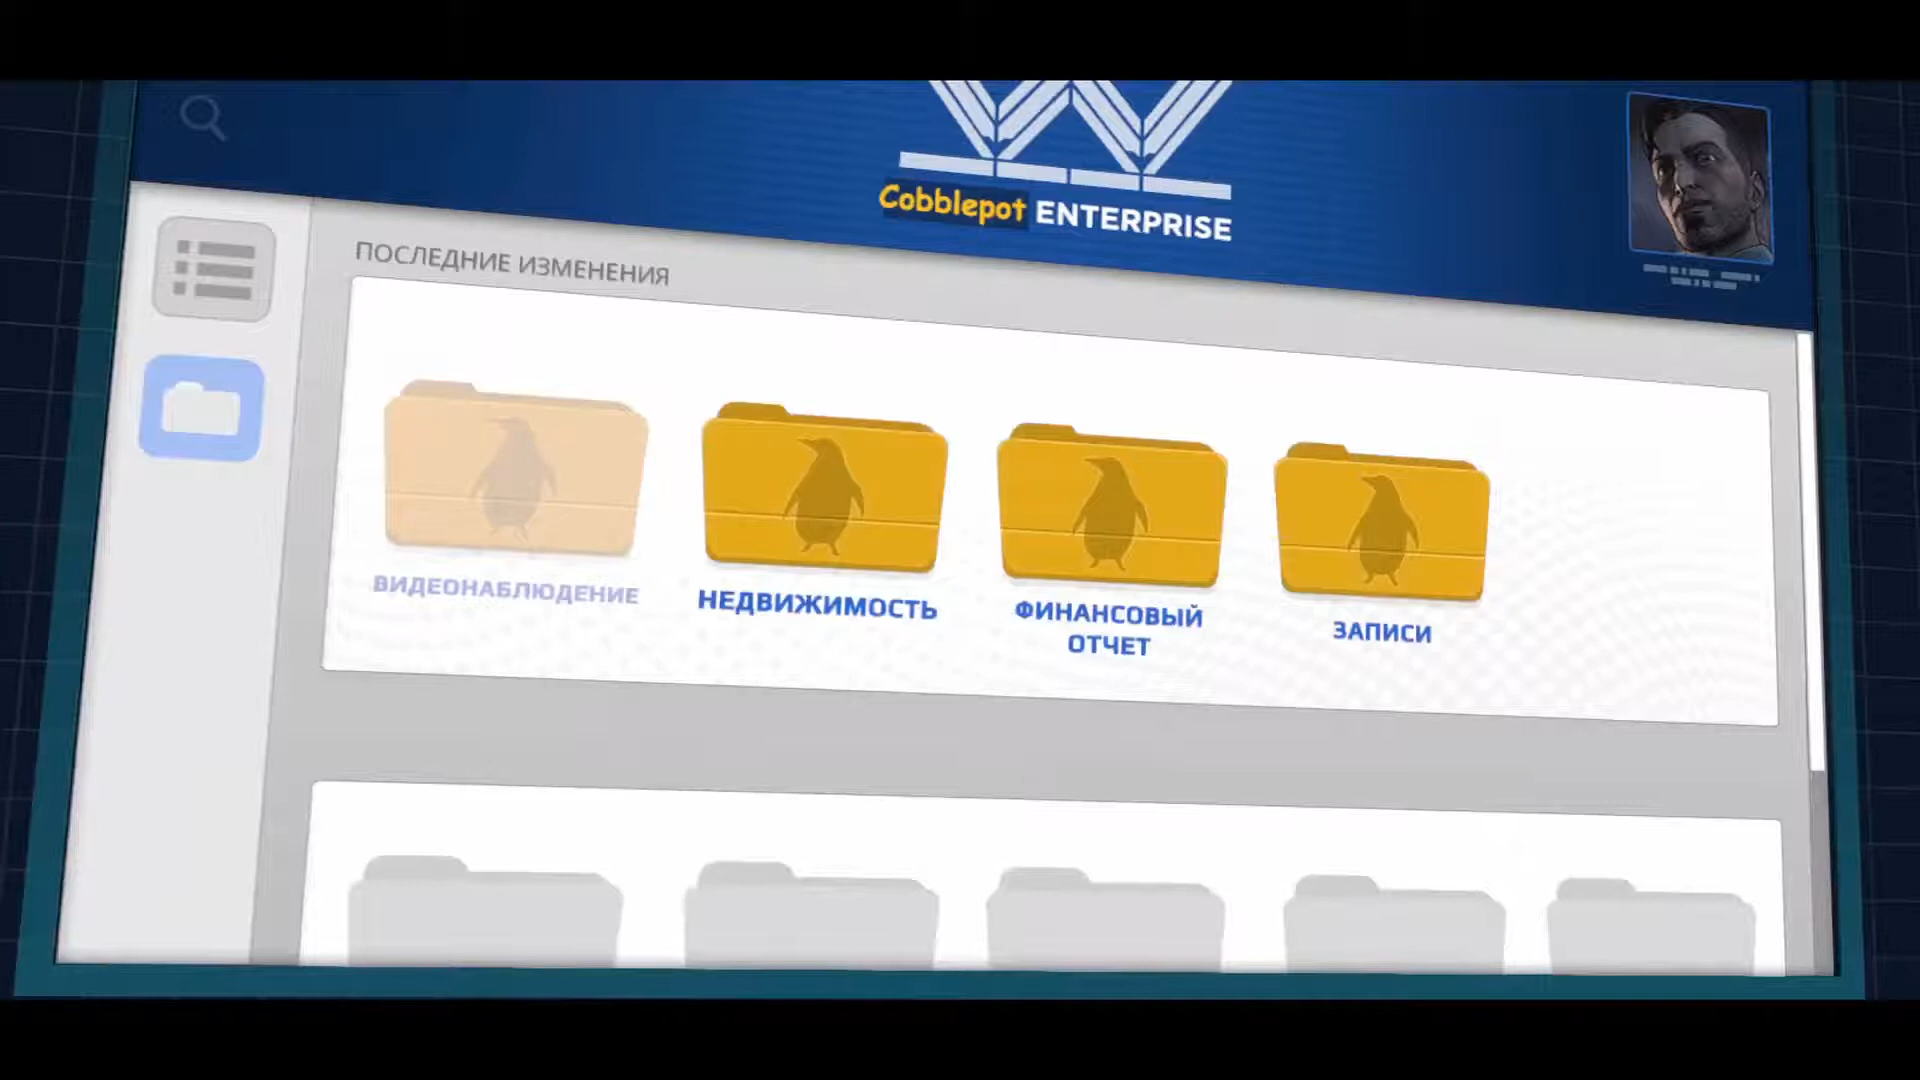 Cobblepot ENTERPRISE
ПОСЛЕДНИЕ ИЗМЕНЕНИЯ
ВИДЕОНАБЛЮДЕНИЕ
НЕДВИЖИМОСТЬ
ФИНАНСОВЫЙ
ОТЧЕТ
ЗАПИСИ